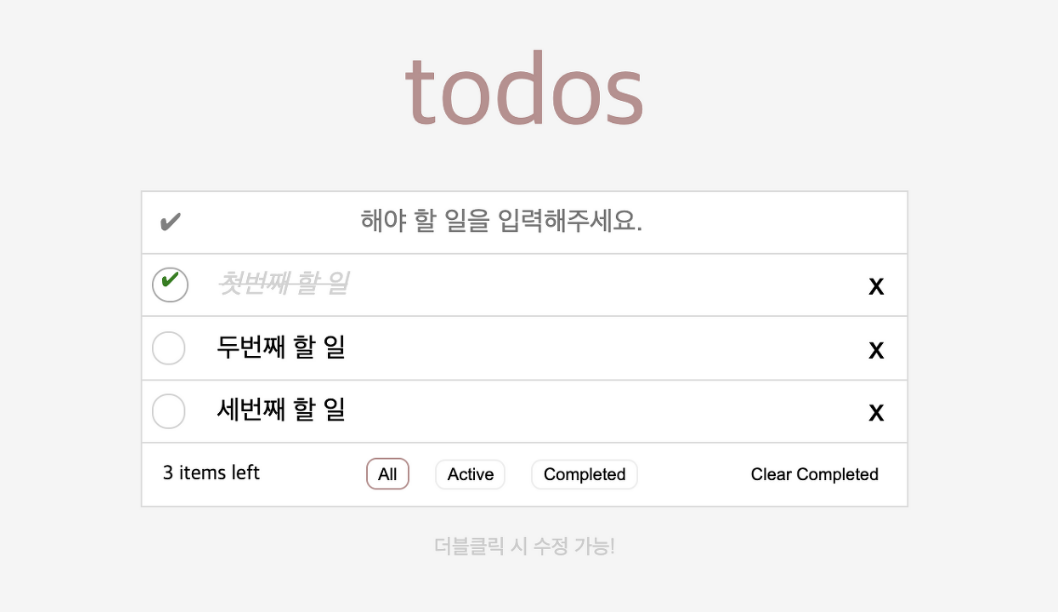 todos
✔ 해야 할 일을 입력해주세요.
✔ 첫번째 할 일 X
두번째 할 일 X
세번째 할 일 X
3 items left All Active Completed Clear Completed
더블클릭 시 수정 가능!